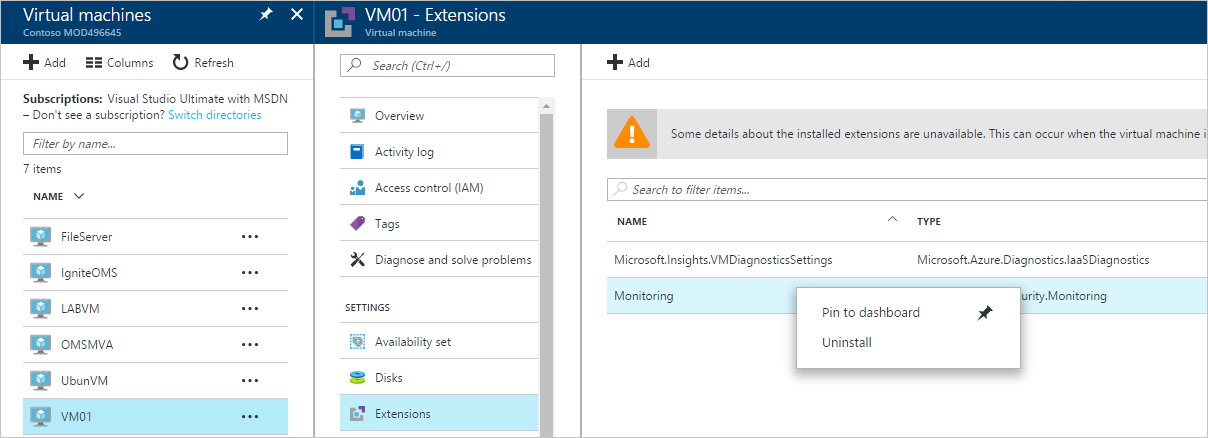 Virtual machines
Contoso MOD496645
Add
Columns
Refresh
Subscriptions: Visual Studio Ultimate with MSDN
– Don't see a subscription? Switch directories
Filter by name...
7 items
NAME
FileServer
IgniteOMS
LABVM
OMSMVA
UbunVM
VM01
VM01 - Extensions
Virtual machine
Search (Ctrl+/)
Overview
Activity log
Access control (IAM)
Tags
Diagnose and solve problems
SETTINGS
Availability set
Disks
Extensions
Add
Some details about the installed extensions are unavailable. This can occur when the virtual machine i
Search to filter items...
NAME TYPE
Microsoft.Insights.VMDiagnosticsSettings Microsoft.Azure.Diagnostics.IaaSDiagnostics
Monitoring urity.Monitoring
Pin to dashboard
Uninstall